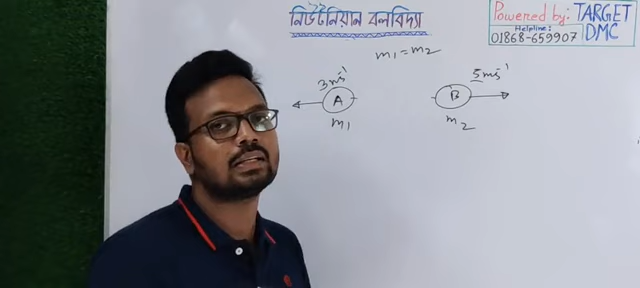 নিউটনিয়ান বলবিদ্যা
Powered by: TARGET DMC
Helpline:
01868-659907
m₁ = m₂
3ms⁻¹
5ms⁻¹
A
B
m₁
m₂